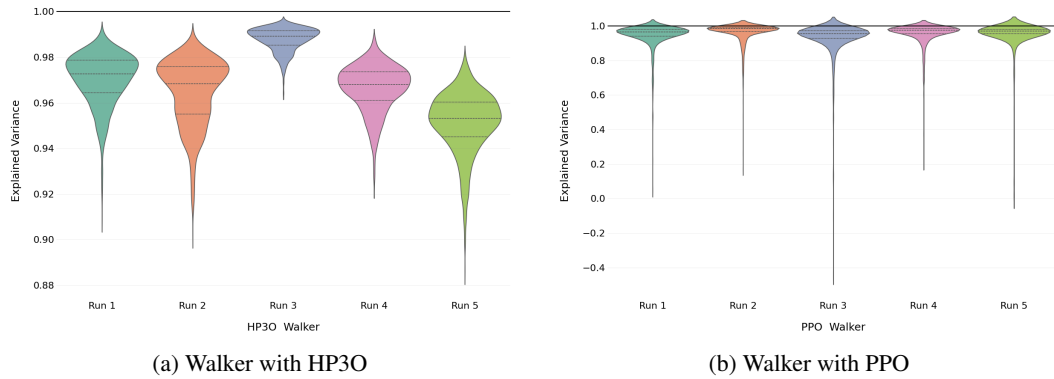 1.00
0.98
0.96
0.94
0.92
0.90
0.88
Explained Variance
Run 1 Run 2 Run 3 Run 4 Run 5
HP3O Walker
(a) Walker with HP3O
1.0
0.8
0.6
0.4
0.2
0.0
−0.2
−0.4
Explained Variance
Run 1 Run 2 Run 3 Run 4 Run 5
PPO Walker
(b) Walker with PPO